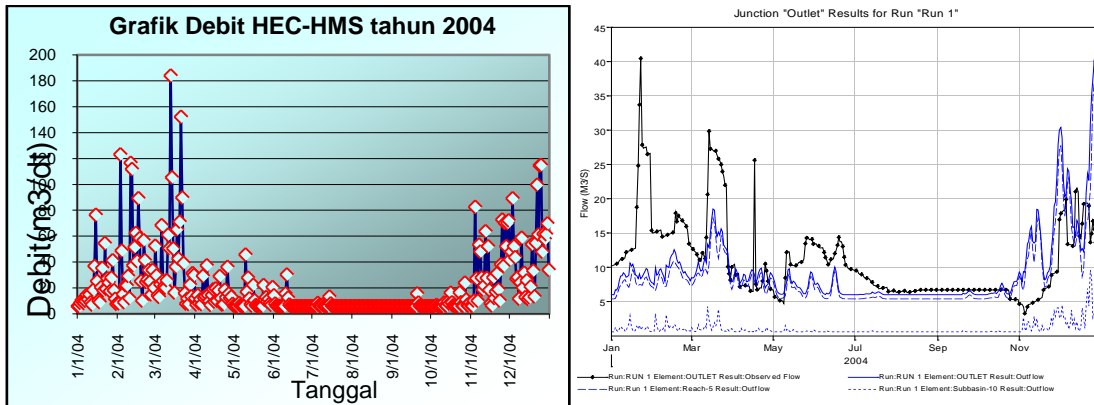 Grafik Debit HEC-HMS tahun 2004
Debit(m3/dt)
200
180
160
140
120
100
80
60
40
20
0
1/1/04
2/1/04
3/1/04
4/1/04
5/1/04
6/1/04
7/1/04
8/1/04
9/1/04
10/1/04
11/1/04
12/1/04
Tanggal
Junction "Outlet" Results for Run "Run 1"
Flow (M3/S)
45
40
35
30
25
20
15
10
5
Jan
Mar
May
Jul
Sep
Nov
2004
Run:RUN 1 Element:OUTLET Result:Observed Flow
Run:Run 1 Element:OUTLET Result:Outflow
Run:Run 1 Element:Reach-5 Result:Outflow
Run:Run 1 Element:Subbasin-10 Result:Outflow